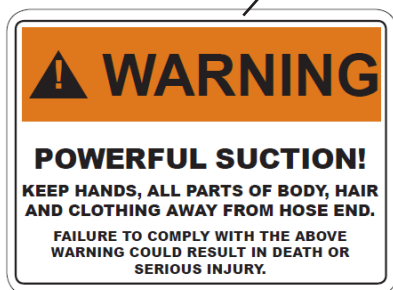 WARNING
POWERFUL SUCTION!
KEEP HANDS, ALL PARTS OF BODY, HAIR
AND CLOTHING AWAY FROM HOSE END.
FAILURE TO COMPLY WITH THE ABOVE
WARNING COULD RESULT IN DEATH OR
SERIOUS INJURY.